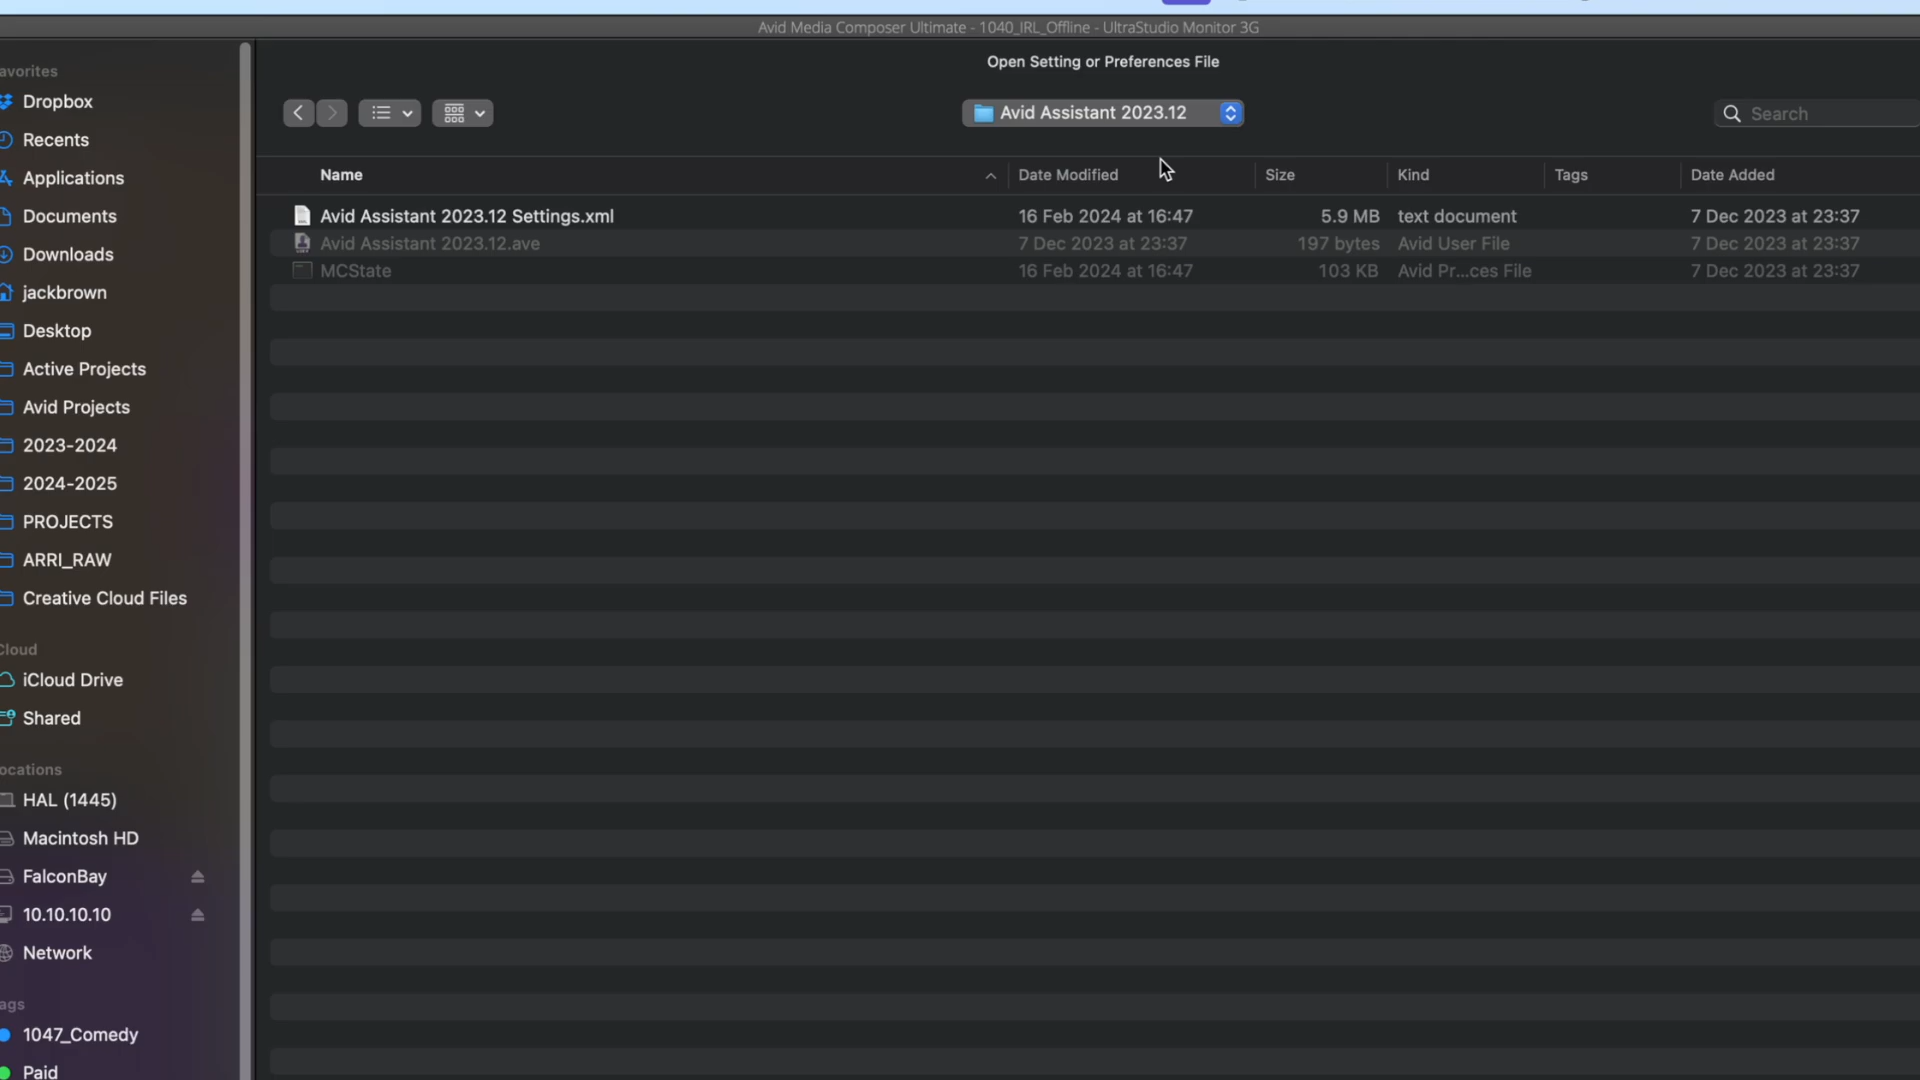 Avid Media Composer Ultimate - 1040_IRL_Offline - UltraStudio Monitor 3G
Open Setting or Preferences File
Avid Assistant 2023.12
Search
avorites
Dropbox
Recents
Applications
Documents
Downloads
jackbrown
Desktop
Active Projects
Avid Projects
2023-2024
2024-2025
PROJECTS
ARRI_RAW
Creative Cloud Files
Cloud
iCloud Drive
Shared
ocations
HAL (1445)
Macintosh HD
FalconBay
10.10.10.10
Network
ags
1047_Comedy
Paid
Name Date Modified Size Kind Tags Date Added
Avid Assistant 2023.12 Settings.xml 16 Feb 2024 at 16:47 5.9 MB text document 7 Dec 2023 at 23:37
Avid Assistant 2023.12.ave 7 Dec 2023 at 23:37 197 bytes Avid User File 7 Dec 2023 at 23:37
MCState 16 Feb 2024 at 16:47 103 KB Avid Pr...ces File 7 Dec 2023 at 23:37